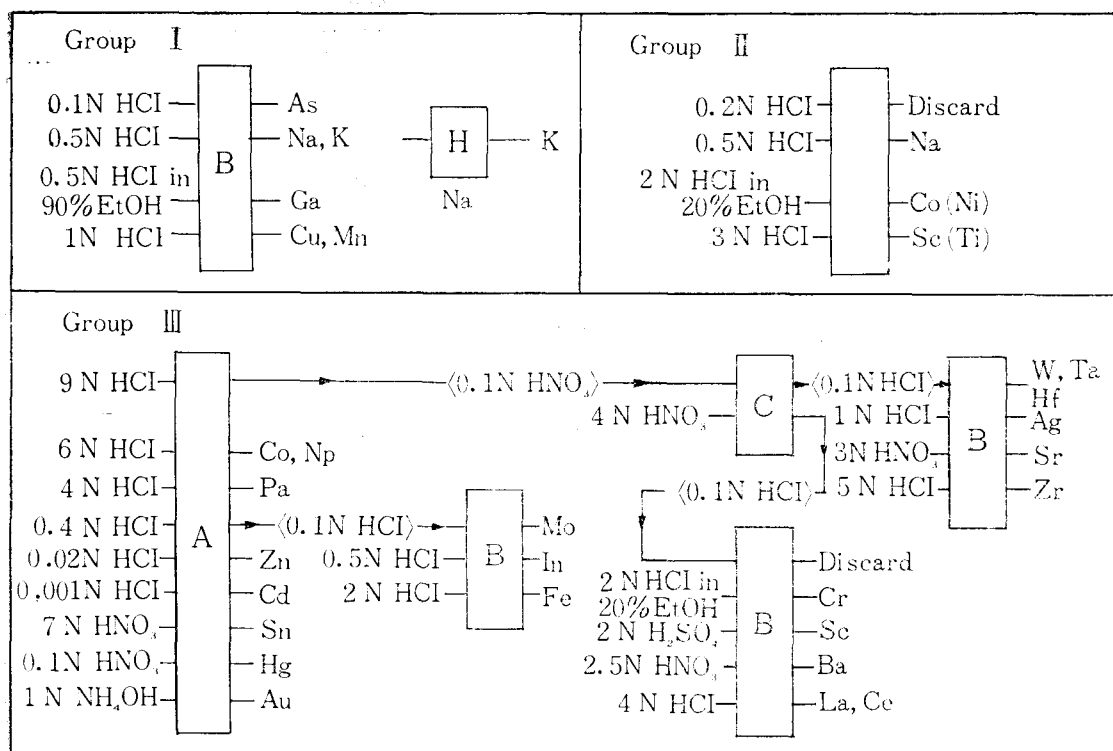 Group I
0.1N HCl
As
0.5N HCl
Na, K
B
0.5N HCl in
90%EtOH
Ga
1N HCl
Cu, Mn
H
K
Na
Group II
0.2N HCl
Discard
0.5N HCl
Na
2 N HCl in
20%EtOH
Co(Ni)
3 N HCl
Sc(Ti)
Group III
9 N HCl
⟨0.1N HNO₃⟩
6 N HCl
Co, Np
4 N HCl
Pa
0.4 N HCl
⟨0.1N HCl⟩
A
0.02N HCl
Zn
0.001N HCl
Cd
7 N HNO₃
Sn
0.1N HNO₃
Hg
1 N NH₄OH
Au
Mo
0.5N HCl
B
In
2 N HCl
Fe
C
4 N HNO₃
⟨0.1N HCl⟩
W, Ta
Hf
1 N HCl
Ag
B
3N HNO₃
Sr
5 N HCl
Zr
⟨0.1N HCl⟩
Discard
2 N HCl in
20%EtOH
Cr
B
2 N H₂SO₄
Sc
2.5N HNO₃
Ba
4 N HCl
La, Ce